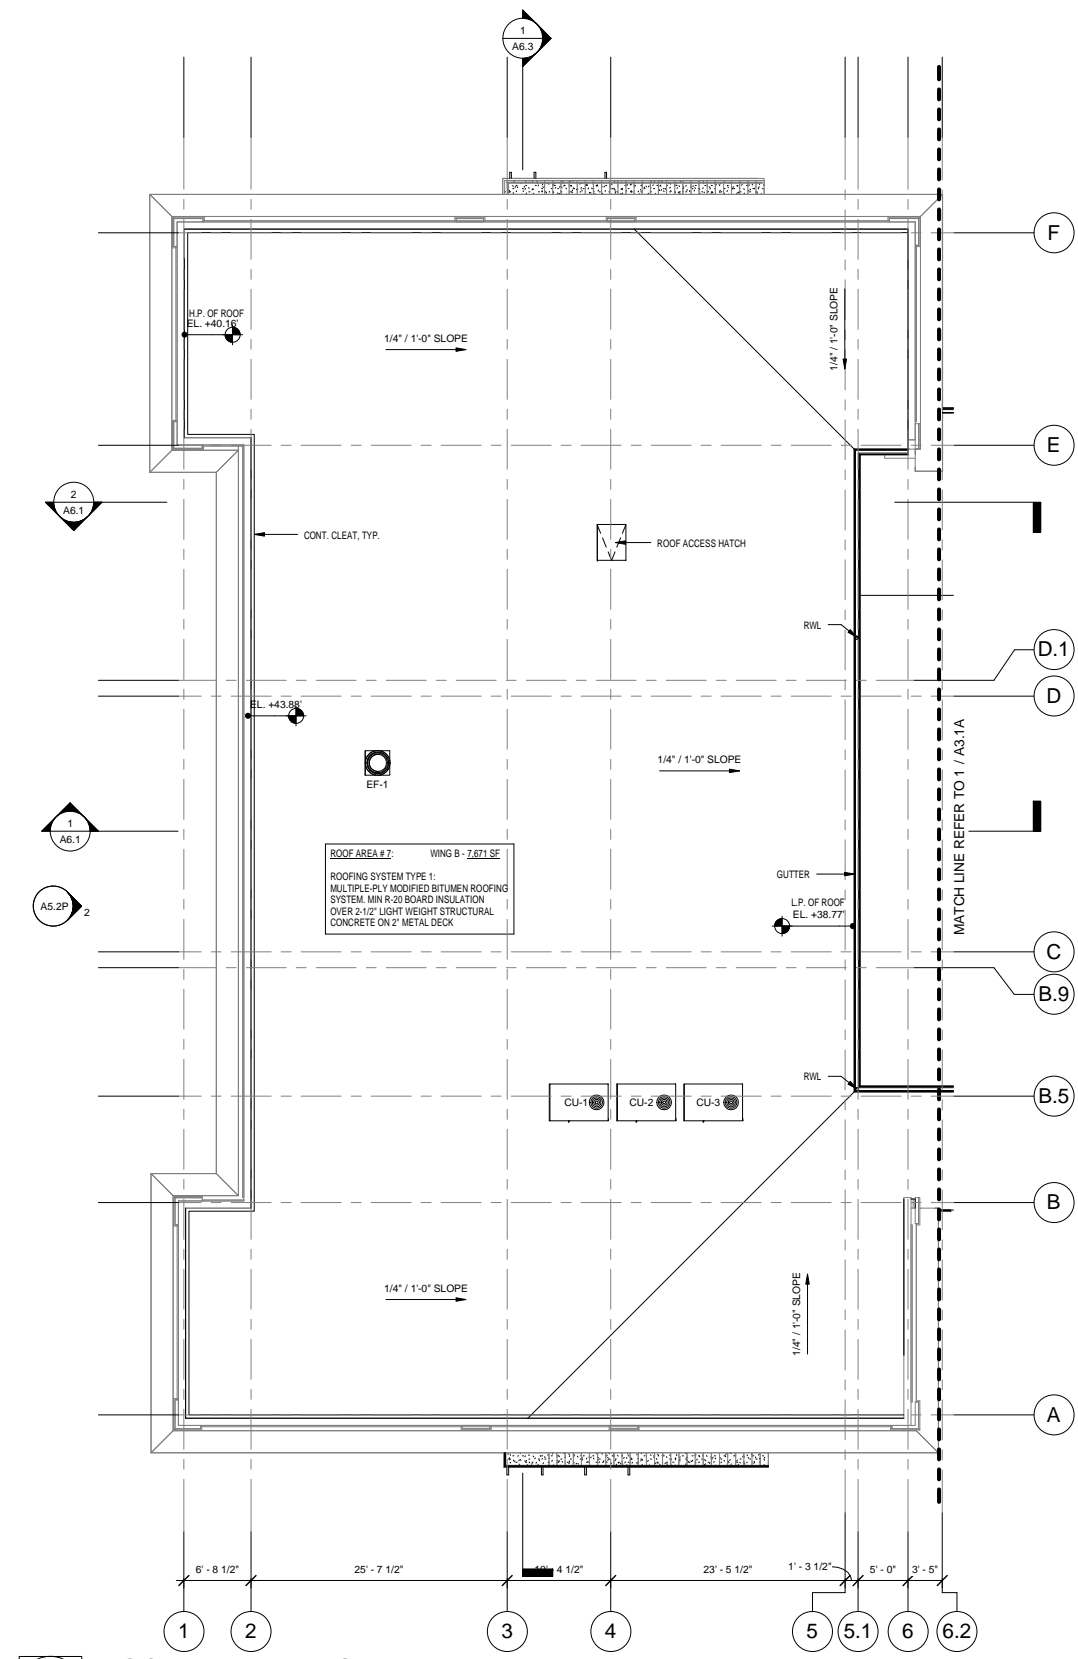 1
A6.3
F
H.P. OF ROOF
EL. +40.16'
1/4" / 1'-0" SLOPE
1/4" / 1'-0" SLOPE
E
2
A6.1
CONT. CLEAT, TYP.
ROOF ACCESS HATCH
RWL
D.1
D
EL. +43.88'
EF-1
1/4" / 1'-0" SLOPE
MATCH LINE REFER TO 1 / A3.1A
1
A6.1
ROOF AREA # 7: WING B - 7,671 SF
ROOFING SYSTEM TYPE 1:
MULTIPLE-PLY MODIFIED BITUMEN ROOFING
SYSTEM. MIN R-20 BOARD INSULATION
OVER 2-1/2" LIGHT WEIGHT STRUCTURAL
CONCRETE ON 2" METAL DECK
GUTTER
A5.2P
2
L.P. OF ROOF
EL. +38.77'
C
B.9
RWL
B.5
CU-1
CU-2
CU-3
B
1/4" / 1'-0" SLOPE
1/4" / 1'-0" SLOPE
A
6' - 8 1/2"
25' - 7 1/2"
4 1/2"
23' - 5 1/2"
1' - 3 1/2"
5' - 0"
3' - 5"
1
2
3
4
5
5.1
6
6.2